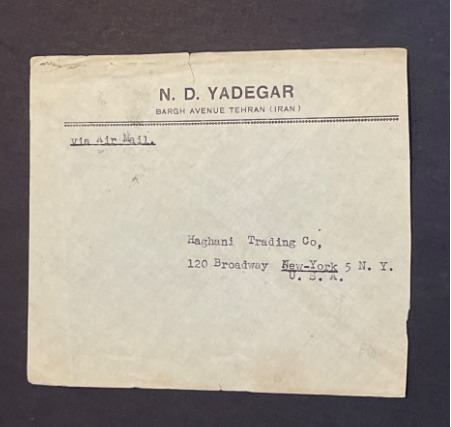 N. D. YADEGAR
BARGH AVENUE TEHRAN (IRAN)
via Air Mail.
Haghani Trading Co,
120 Broadway New-York 5 N. Y.
U. S. A.